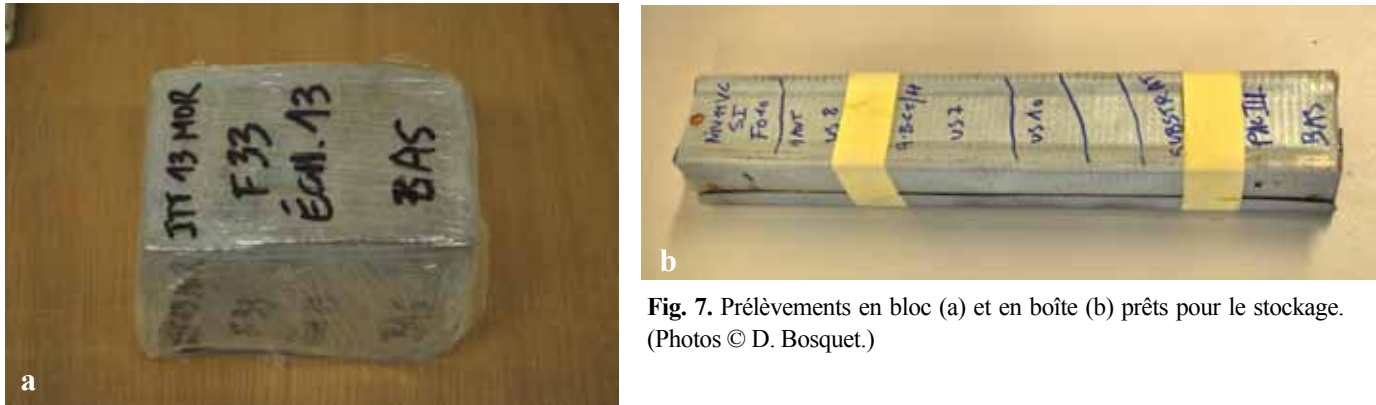 JTT 13 MOR
F33
ÉCH. 13
BAS
a
SI
US 8
US 7
US 10
SUBSTRAT
BAS
b
Fig. 7. Prélèvements en bloc (a) et en boîte (b) prêts pour le stockage.
(Photos © D. Bosquet.)